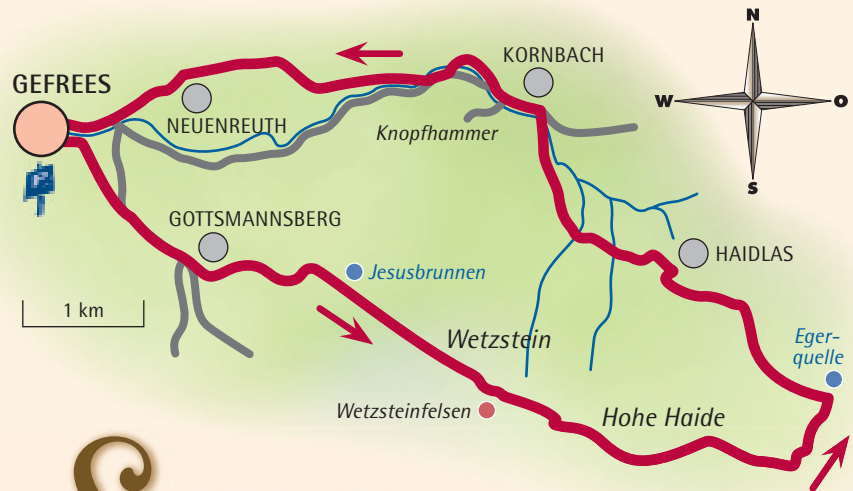 N
KORNBACH
GEFREES
W
O
NEUENREUTH
Knopfhammer
S
GOTTSMANNSBERG
HAIDLAS
Jesusbrunnen
1 km
Wetzstein
Eger-
quelle
Wetzsteinfelsen
Hohe Haide